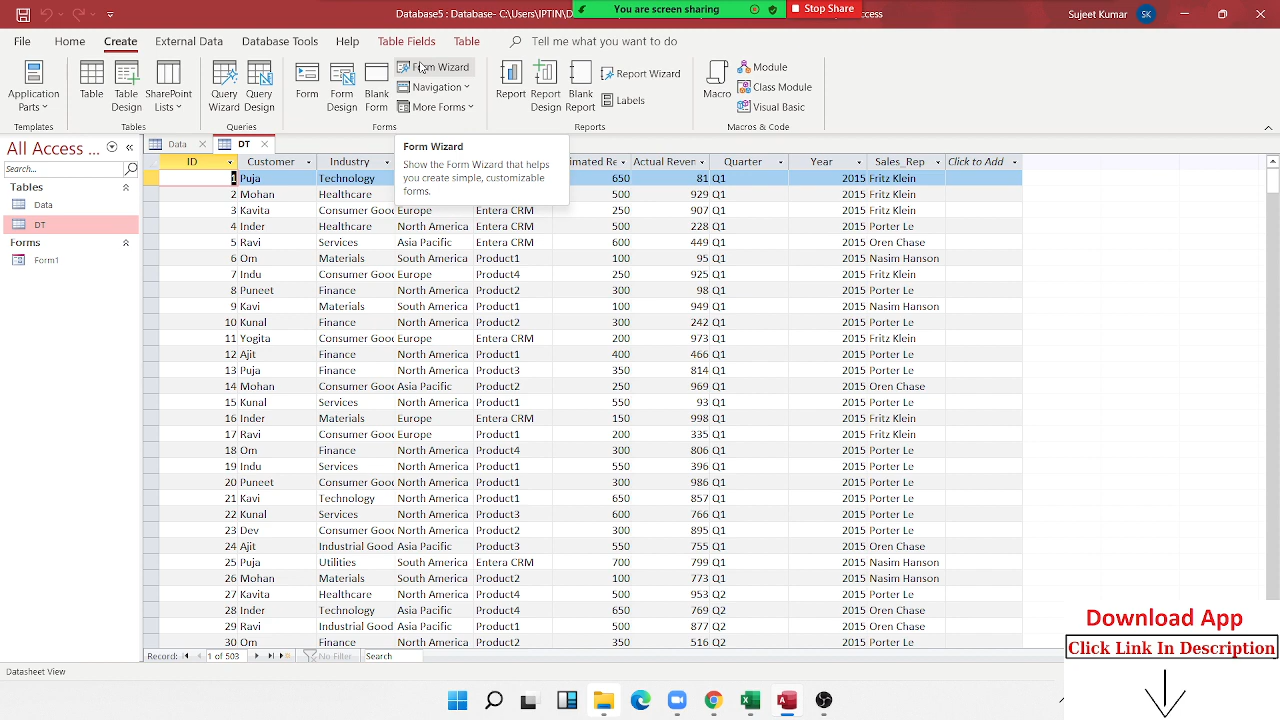 Database5 : Database- C:\Users\IPTIN\D
You are screen sharing
Stop Share
cess
Sujeet Kumar
SK
File Home Create External Data Database Tools Help Table Fields Table Tell me what you want to do
Application Parts
Table
Table Design
SharePoint Lists
Query Wizard
Query Design
Form
Form Design
Blank Form
Form Wizard
Navigation
More Forms
Report
Report Design
Blank Report
Report Wizard
Labels
Macro
Module
Class Module
Visual Basic
Templates Tables Queries Forms Reports Macros & Code
All Access ...
Search...
Tables
Data
DT
Forms
Form1
Data DT
Form Wizard
Show the Form Wizard that helps
you create simple, customizable
forms.
ID Customer Industry imated Re Actual Reven Quarter Year Sales_Rep Click to Add
1 Puja Technology 650 81 Q1 2015 Fritz Klein
2 Mohan Healthcare 500 929 Q1 2015 Fritz Klein
3 Kavita Consumer Goo Europe Entera CRM 250 907 Q1 2015 Fritz Klein
4 Inder Healthcare North America Entera CRM 500 228 Q1 2015 Porter Le
5 Ravi Services Asia Pacific Entera CRM 600 449 Q1 2015 Oren Chase
6 Om Materials South America Product1 100 95 Q1 2015 Nasim Hanson
7 Indu Consumer Goo Europe Product4 250 925 Q1 2015 Fritz Klein
8 Puneet Finance North America Product2 300 98 Q1 2015 Porter Le
9 Kavi Materials South America Product1 100 949 Q1 2015 Nasim Hanson
10 Kunal Finance North America Product2 300 242 Q1 2015 Porter Le
11 Yogita Consumer Goo Europe Entera CRM 200 973 Q1 2015 Fritz Klein
12 Ajit Finance North America Product2 400 466 Q1 2015 Porter Le
13 Puja Finance North America Product3 350 814 Q1 2015 Porter Le
14 Mohan Consumer Goo Asia Pacific Product2 250 969 Q1 2015 Oren Chase
15 Kunal Services North America Product1 550 93 Q1 2015 Porter Le
16 Inder Materials Europe Entera CRM 150 998 Q1 2015 Fritz Klein
17 Ravi Industrial Good Europe Product1 200 335 Q1 2015 Fritz Klein
18 Om Finance North America Product4 300 806 Q1 2015 Porter Le
19 Indu Services North America Product1 550 396 Q1 2015 Porter Le
20 Puneet Consumer Goo North America Product1 300 986 Q1 2015 Porter Le
21 Kavi Technology North America Product1 650 857 Q1 2015 Porter Le
22 Kunal Services North America Product3 600 766 Q1 2015 Porter Le
23 Dev Consumer Goo North America Product2 300 895 Q1 2015 Porter Le
24 Ajit Industrial Good Asia Pacific Product3 550 755 Q1 2015 Oren Chase
25 Puja Utilities South America Entera CRM 700 799 Q1 2015 Nasim Hanson
26 Mohan Materials South America Product2 100 773 Q1 2015 Nasim Hanson
27 Kavita Healthcare North America Product4 500 953 Q2 2015 Porter Le
28 Inder Technology Asia Pacific Product4 650 769 Q2 2015 Oren Chase
29 Ravi Industrial Good Asia Pacific Product1 500 877 Q2 2015 Oren Chase
30 Om Finance North America Product2 350 516 Q2 2015 Porter Le
Record: 1 of 503 No Filter Search
Datasheet View
Download App
Click Link In Description